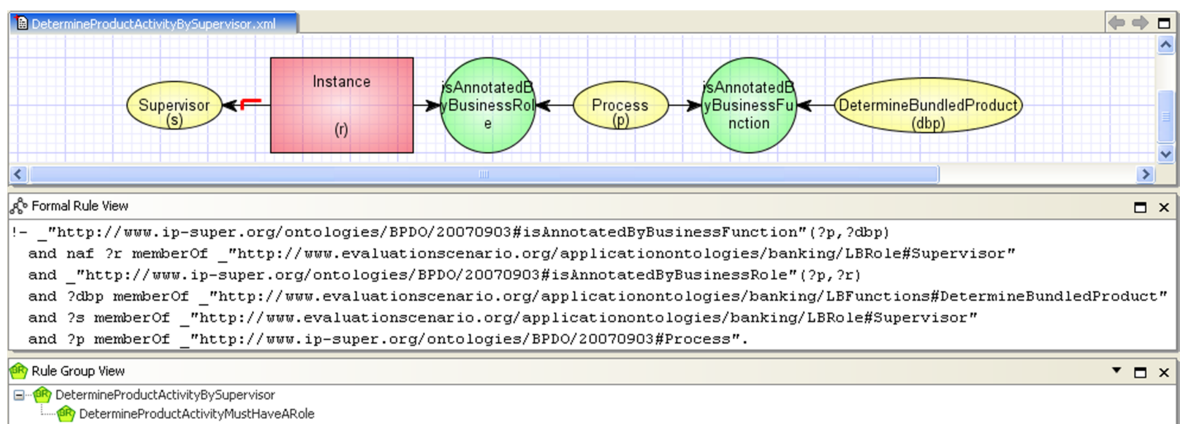 DetermineProductActivityBySupervisor.xml
Supervisor
(s)
Instance
(r)
isAnnotatedB
yBusinessRol
e
Process
(p)
isAnnotatedB
yBusinessFu
nction
DetermineBundledProduct
(dbp)
Formal Rule View
!- _"http://www.ip-super.org/ontologies/BPDO/20070903#isAnnotatedByBusinessFunction"(?p,?dbp)
and naf ?r memberOf _"http://www.evaluationscenario.org/applicationontologies/banking/LBRole#Supervisor"
and _"http://www.ip-super.org/ontologies/BPDO/20070903#isAnnotatedByBusinessRole"(?p,?r)
and ?dbp memberOf _"http://www.evaluationscenario.org/applicationontologies/banking/LBFunctions#DetermineBundledProduct"
and ?s memberOf _"http://www.evaluationscenario.org/applicationontologies/banking/LBRole#Supervisor"
and ?p memberOf _"http://www.ip-super.org/ontologies/BPDO/20070903#Process".
Rule Group View
BR DetermineProductActivityBySupervisor
BR DetermineProductActivityMustHaveARole